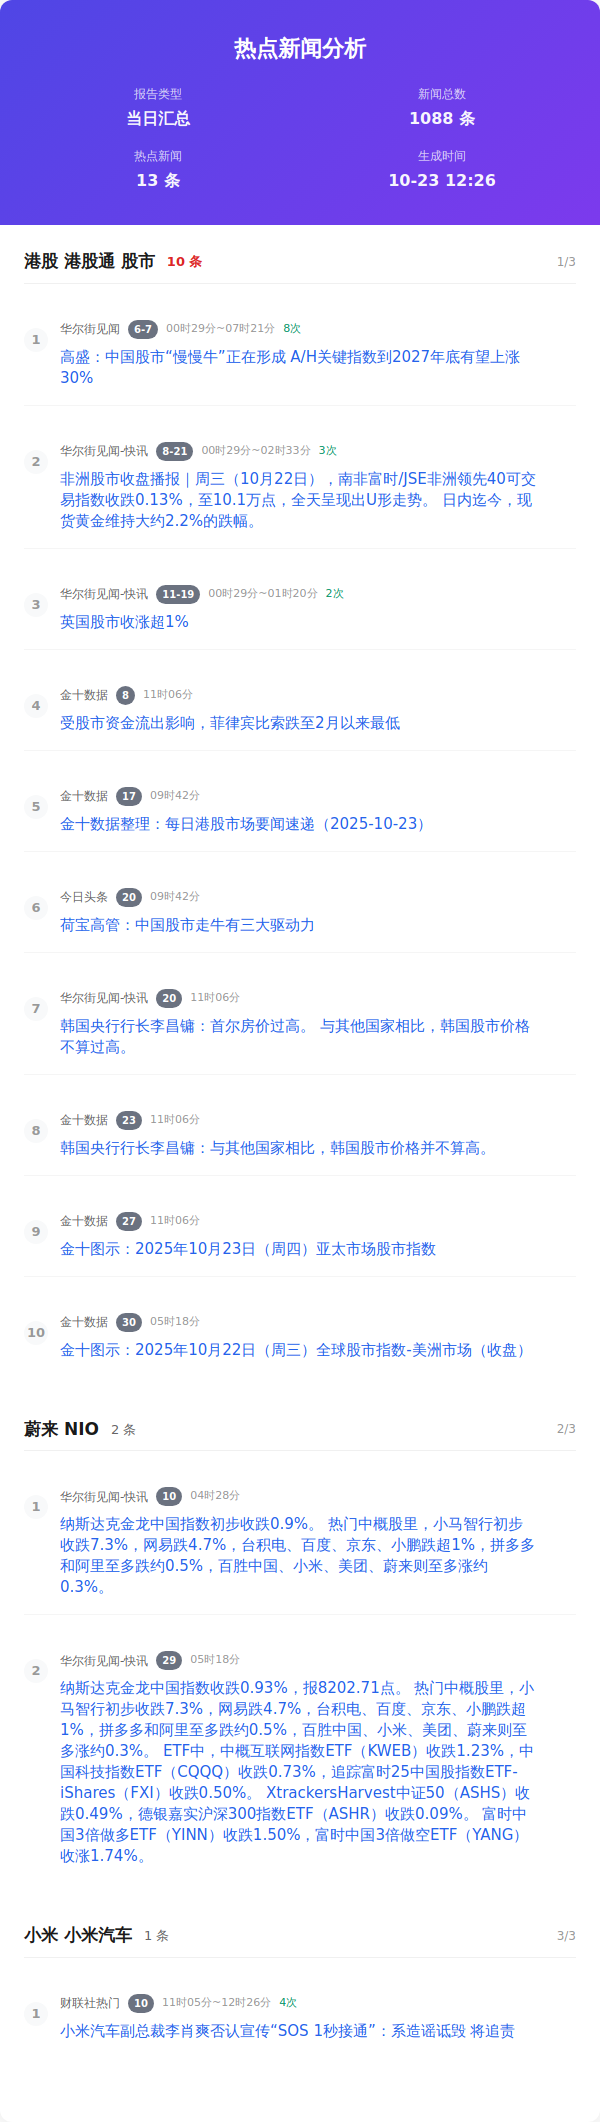 热点新闻分析
报告类型
新闻总数
当日汇总
1088 条
热点新闻
生成时间
13 条
10-23 12:26
港股 港股通 股市 10 条 1/3
1 华尔街见闻 6-7 00时29分~07时21分 8次
高盛：中国股市“慢慢牛”正在形成 A/H关键指数到2027年底有望上涨
30%
2 华尔街见闻-快讯 8-21 00时29分~02时33分 3次
非洲股市收盘播报｜周三（10月22日），南非富时/JSE非洲领先40可交
易指数收跌0.13%，至10.1万点，全天呈现出U形走势。 日内迄今，现
货黄金维持大约2.2%的跌幅。
3 华尔街见闻-快讯 11-19 00时29分~01时20分 2次
英国股市收涨超1%
4 金十数据 8 11时06分
受股市资金流出影响，菲律宾比索跌至2月以来最低
5 金十数据 17 09时42分
金十数据整理：每日港股市场要闻速递（2025-10-23）
6 今日头条 20 09时42分
荷宝高管：中国股市走牛有三大驱动力
7 华尔街见闻-快讯 20 11时06分
韩国央行行长李昌镛：首尔房价过高。 与其他国家相比，韩国股市价格
不算过高。
8 金十数据 23 11时06分
韩国央行行长李昌镛：与其他国家相比，韩国股市价格并不算高。
9 金十数据 27 11时06分
金十图示：2025年10月23日（周四）亚太市场股市指数
10 金十数据 30 05时18分
金十图示：2025年10月22日（周三）全球股市指数-美洲市场（收盘）
蔚来 NIO 2 条 2/3
1 华尔街见闻-快讯 10 04时28分
纳斯达克金龙中国指数初步收跌0.9%。 热门中概股里，小马智行初步
收跌7.3%，网易跌4.7%，台积电、百度、京东、小鹏跌超1%，拼多多
和阿里至多跌约0.5%，百胜中国、小米、美团、蔚来则至多涨约
0.3%。
2 华尔街见闻-快讯 29 05时18分
纳斯达克金龙中国指数收跌0.93%，报8202.71点。 热门中概股里，小
马智行初步收跌7.3%，网易跌4.7%，台积电、百度、京东、小鹏跌超
1%，拼多多和阿里至多跌约0.5%，百胜中国、小米、美团、蔚来则至
多涨约0.3%。 ETF中，中概互联网指数ETF（KWEB）收跌1.23%，中
国科技指数ETF（CQQQ）收跌0.73%，追踪富时25中国股指数ETF-
iShares（FXI）收跌0.50%。 XtrackersHarvest中证50（ASHS）收
跌0.49%，德银嘉实沪深300指数ETF（ASHR）收跌0.09%。 富时中
国3倍做多ETF（YINN）收跌1.50%，富时中国3倍做空ETF（YANG）
收涨1.74%。
小米 小米汽车 1 条 3/3
1 财联社热门 10 11时05分~12时26分 4次
小米汽车副总裁李肖爽否认宣传“SOS 1秒接通”：系造谣诋毁 将追责